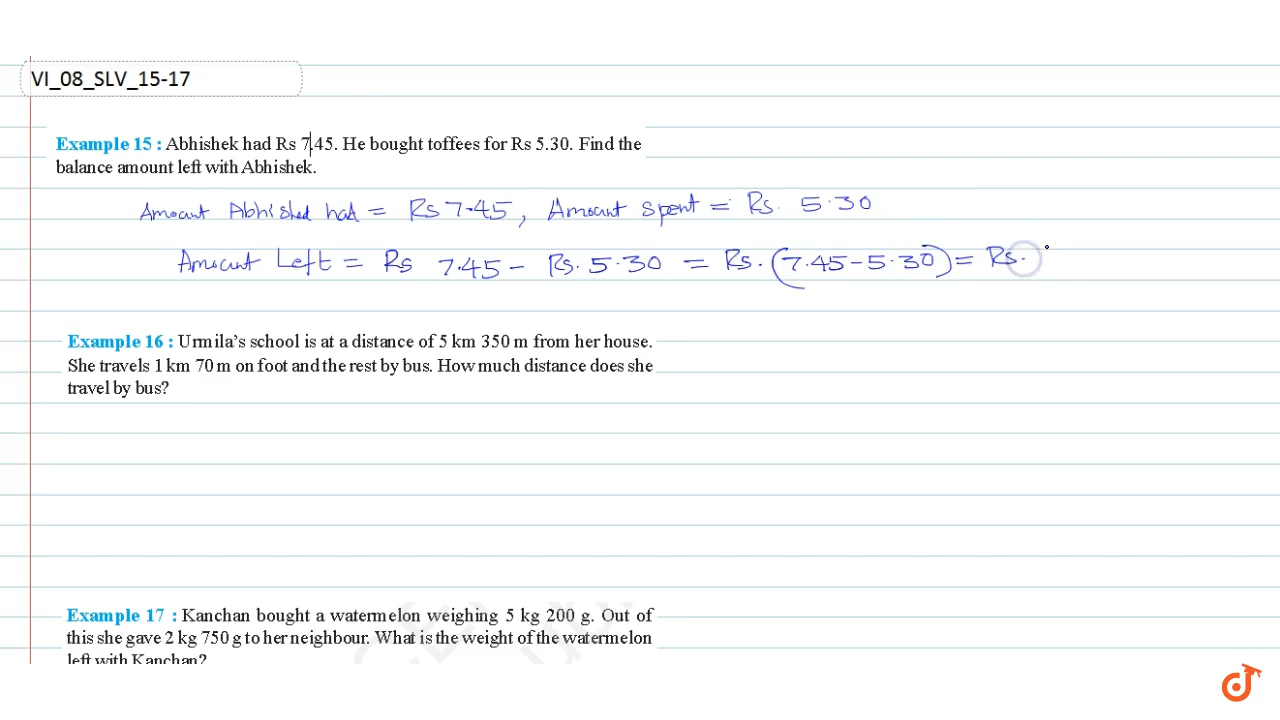 VI_08_SLV_15-17
Example 15 : Abhishek had Rs 7.45. He bought toffees for Rs 5.30. Find the
balance amount left with Abhishek.
Amount Abhished had = Rs 7.45, Amount spent = Rs. 5.30
Amount Left = Rs 7.45 - Rs. 5.30 = Rs. (7.45-5.30) = Rs.
Example 16 : Urmila’s school is at a distance of 5 km 350 m from her house.
She travels 1 km 70 m on foot and the rest by bus. How much distance does she
travel by bus?
Example 17 : Kanchan bought a watermelon weighing 5 kg 200 g. Out of
this she gave 2 kg 750 g to her neighbour. What is the weight of the watermelon
left with Kanchan?